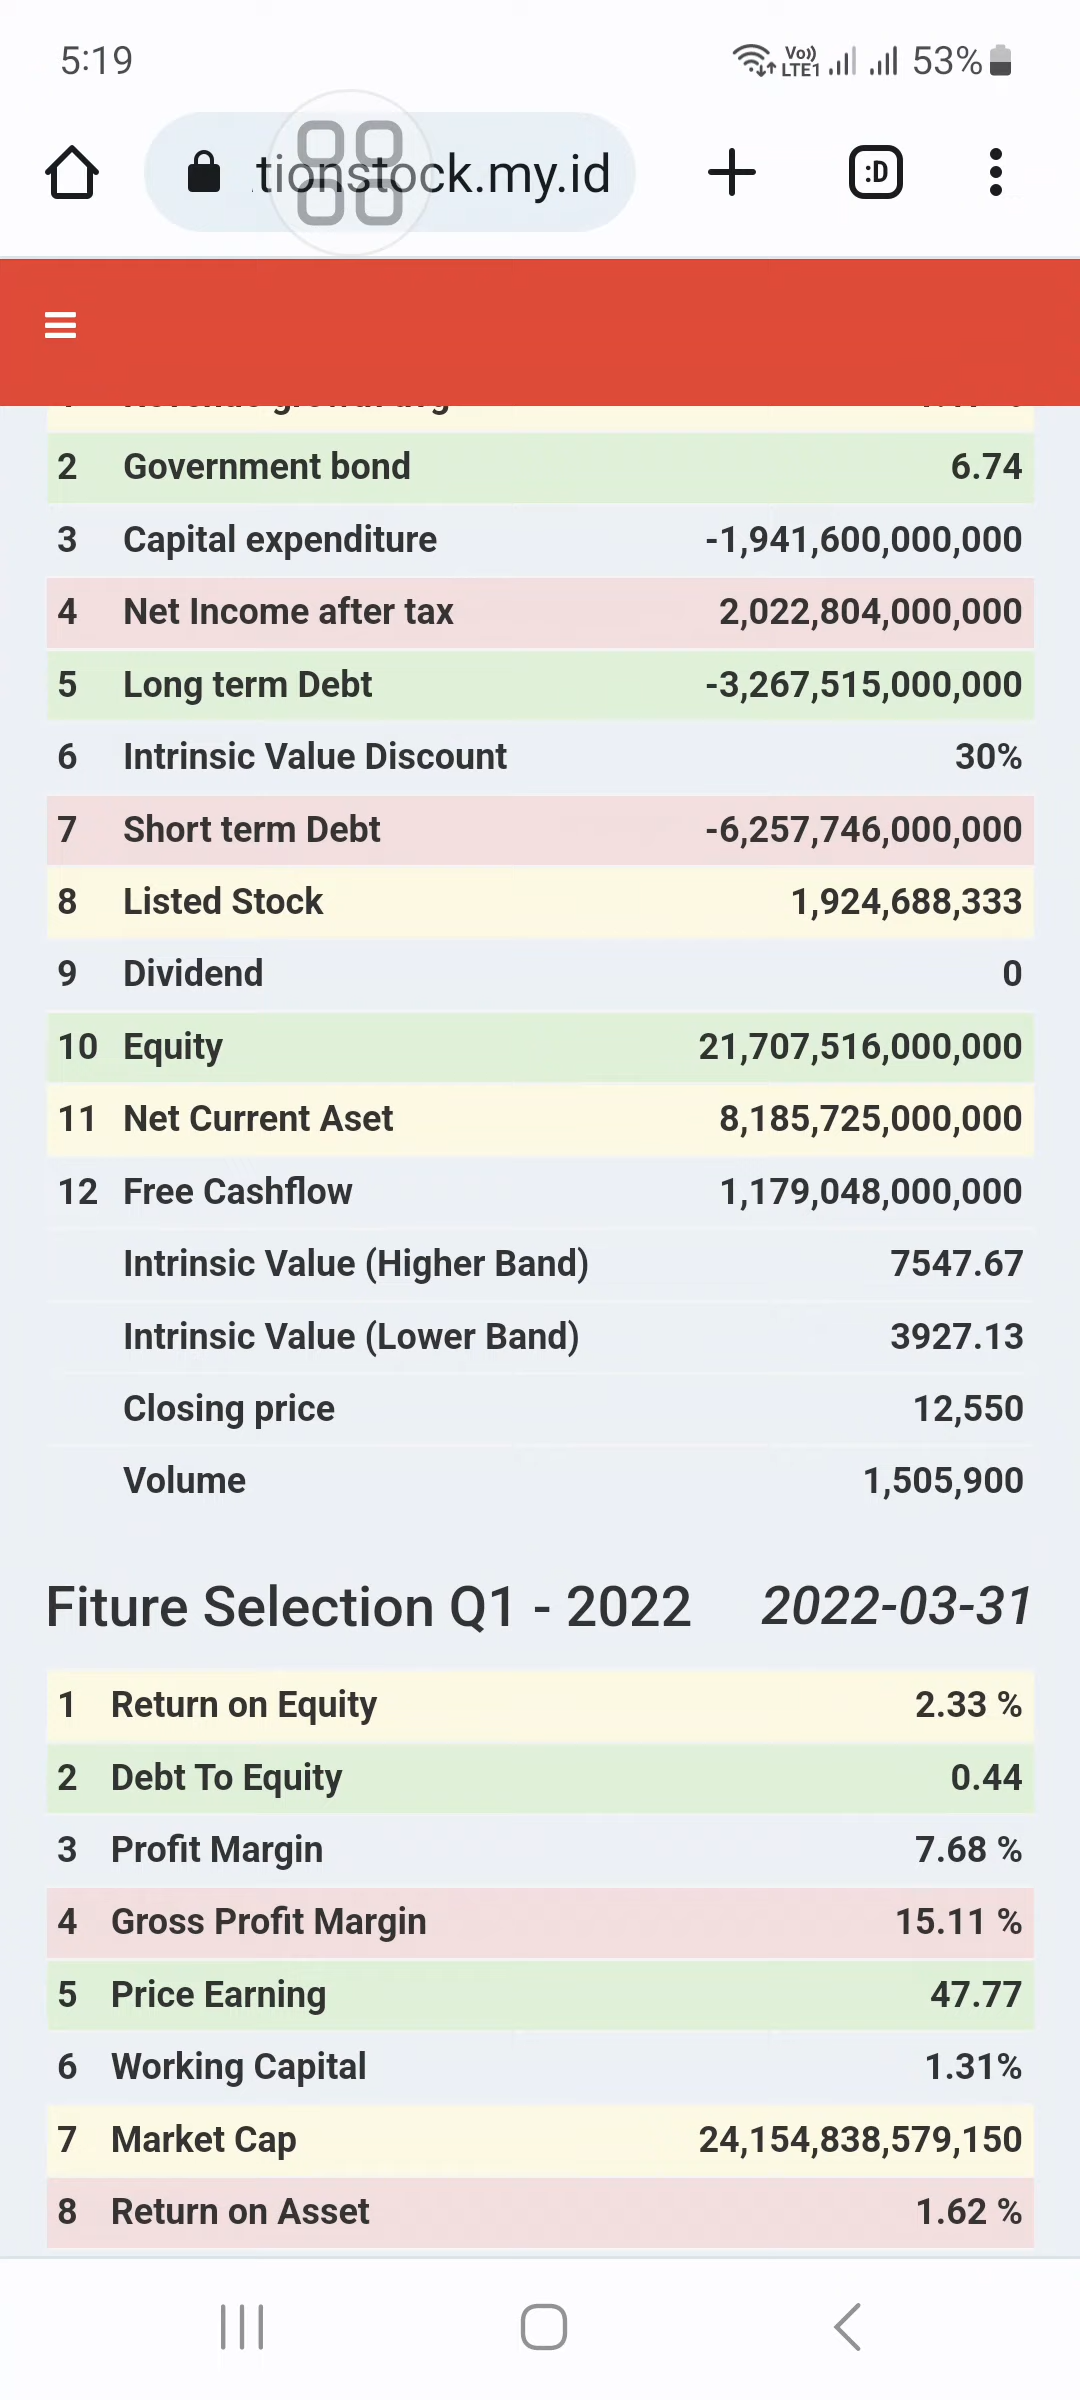 5:19 Vo)) LTE1 53%
tionstock.my.id :D
2 Government bond 6.74
3 Capital expenditure -1,941,600,000,000
4 Net Income after tax 2,022,804,000,000
5 Long term Debt -3,267,515,000,000
6 Intrinsic Value Discount 30%
7 Short term Debt -6,257,746,000,000
8 Listed Stock 1,924,688,333
9 Dividend 0
10 Equity 21,707,516,000,000
11 Net Current Aset 8,185,725,000,000
12 Free Cashflow 1,179,048,000,000
Intrinsic Value (Higher Band) 7547.67
Intrinsic Value (Lower Band) 3927.13
Closing price 12,550
Volume 1,505,900
Fiture Selection Q1 - 2022 2022-03-31
1 Return on Equity 2.33 %
2 Debt To Equity 0.44
3 Profit Margin 7.68 %
4 Gross Profit Margin 15.11 %
5 Price Earning 47.77
6 Working Capital 1.31%
7 Market Cap 24,154,838,579,150
8 Return on Asset 1.62 %